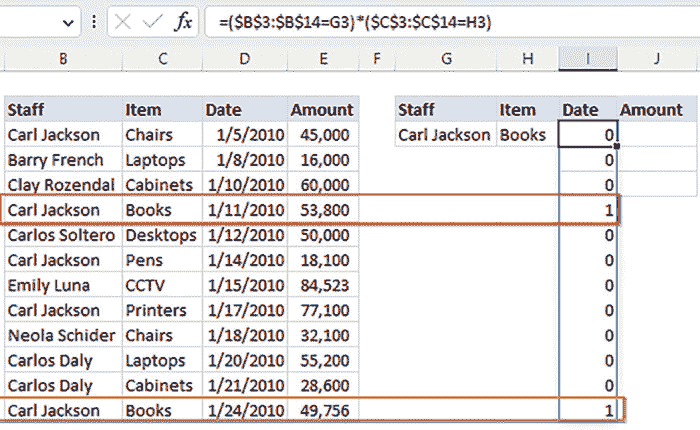 fx =($B$3:$B$14=G3)*($C$3:$C$14=H3)
B C D E F G H I J
Staff Item Date Amount Staff Item Date Amount
Carl Jackson Chairs 1/5/2010 45,000 Carl Jackson Books 0
Barry French Laptops 1/8/2010 16,000 0
Clay Rozendal Cabinets 1/10/2010 60,000 0
Carl Jackson Books 1/11/2010 53,800 1
Carlos Soltero Desktops 1/12/2010 50,000 0
Carl Jackson Pens 1/14/2010 18,100 0
Emily Luna CCTV 1/15/2010 84,523 0
Carl Jackson Printers 1/17/2010 77,100 0
Neola Schider Chairs 1/18/2010 32,100 0
Carlos Daly Laptops 1/20/2010 55,200 0
Carlos Daly Cabinets 1/21/2010 28,600 0
Carl Jackson Books 1/24/2010 49,756 1